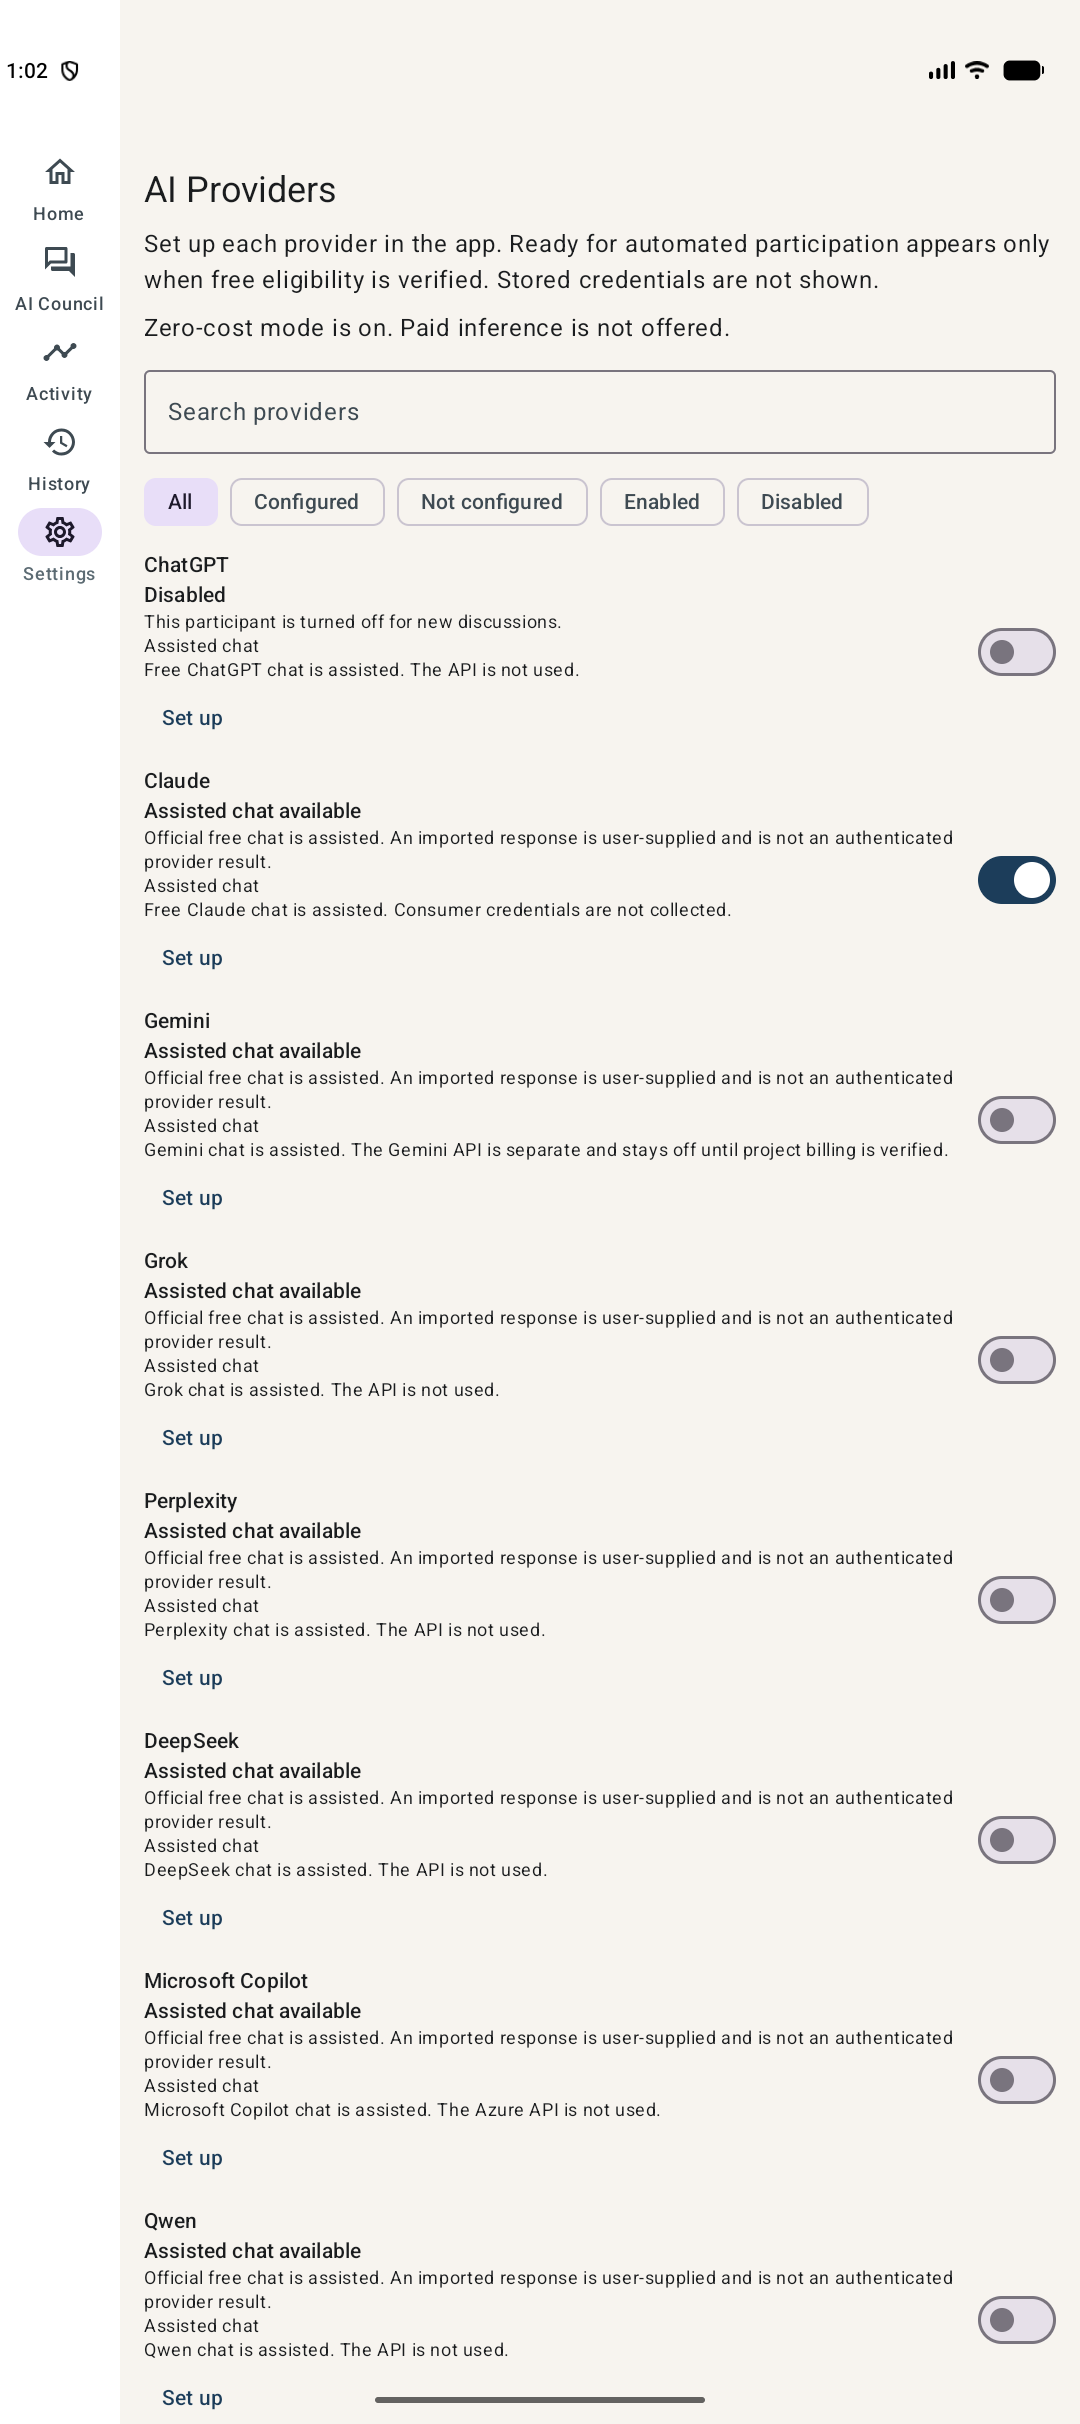 1:02
Home
AI Council
Activity
History
Settings
AI Providers
Set up each provider in the app. Ready for automated participation appears only
when free eligibility is verified. Stored credentials are not shown.
Zero-cost mode is on. Paid inference is not offered.
Search providers
All
Configured
Not configured
Enabled
Disabled
ChatGPT
Disabled
This participant is turned off for new discussions.
Assisted chat
Free ChatGPT chat is assisted. The API is not used.
Set up
Claude
Assisted chat available
Official free chat is assisted. An imported response is user-supplied and is not an authenticated
provider result.
Assisted chat
Free Claude chat is assisted. Consumer credentials are not collected.
Set up
Gemini
Assisted chat available
Official free chat is assisted. An imported response is user-supplied and is not an authenticated
provider result.
Assisted chat
Gemini chat is assisted. The Gemini API is separate and stays off until project billing is verified.
Set up
Grok
Assisted chat available
Official free chat is assisted. An imported response is user-supplied and is not an authenticated
provider result.
Assisted chat
Grok chat is assisted. The API is not used.
Set up
Perplexity
Assisted chat available
Official free chat is assisted. An imported response is user-supplied and is not an authenticated
provider result.
Assisted chat
Perplexity chat is assisted. The API is not used.
Set up
DeepSeek
Assisted chat available
Official free chat is assisted. An imported response is user-supplied and is not an authenticated
provider result.
Assisted chat
DeepSeek chat is assisted. The API is not used.
Set up
Microsoft Copilot
Assisted chat available
Official free chat is assisted. An imported response is user-supplied and is not an authenticated
provider result.
Assisted chat
Microsoft Copilot chat is assisted. The Azure API is not used.
Set up
Qwen
Assisted chat available
Official free chat is assisted. An imported response is user-supplied and is not an authenticated
provider result.
Assisted chat
Qwen chat is assisted. The API is not used.
Set up